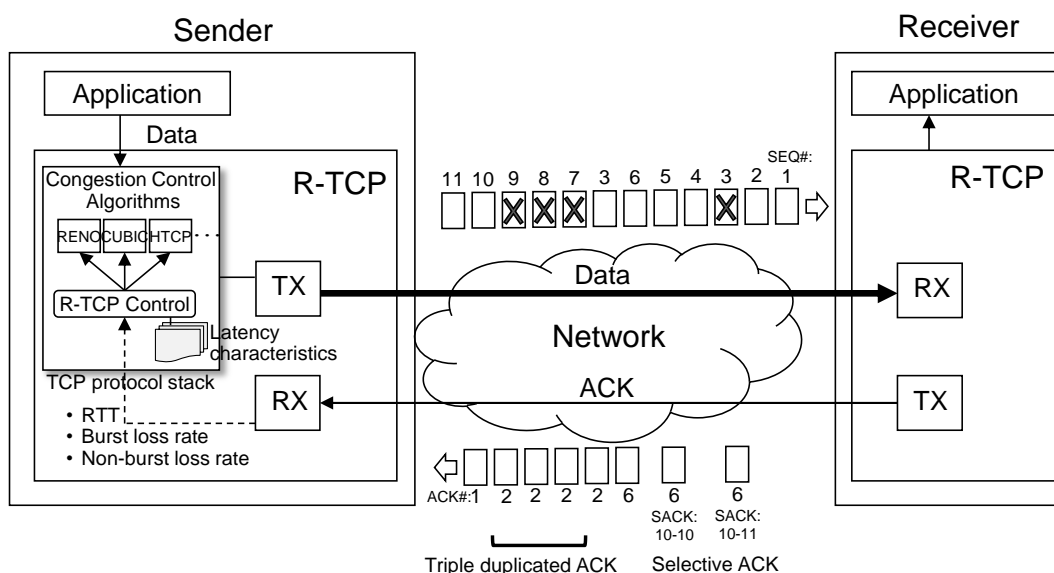 Sender
Receiver
Application
Data
R-TCP
Congestion Control
Algorithms
RENO CUBIC HTCP
R-TCP Control
Latency
characteristics
TCP protocol stack
• RTT
• Burst loss rate
• Non-burst loss rate
TX
RX
SEQ#:
11 10 9 8 7 3 6 5 4 3 2 1
Data
Network
ACK
ACK#: 1 2 2 2 2 6 6 6
SACK: SACK:
10-10 10-11
Triple duplicated ACK Selective ACK
Application
R-TCP
RX
TX